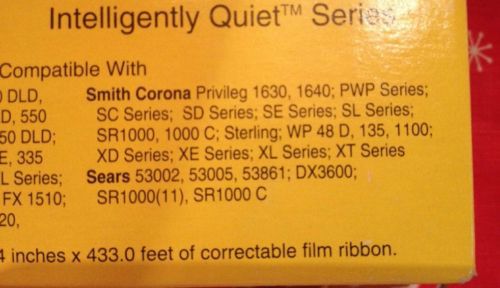 Intelligently Quiet™ Series
Compatible With
0 DLD,
D, 550
50 DLD;
E, 335
L Series;
FX 1510;
20,
Smith Corona Privileg 1630, 1640; PWP Series;
SC Series; SD Series; SE Series; SL Series;
SR1000, 1000 C; Sterling; WP 48 D, 135, 1100;
XD Series; XE Series; XL Series; XT Series
Sears 53002, 53005, 53861; DX3600;
SR1000(11), SR1000 C
4 inches x 433.0 feet of correctable film ribbon.